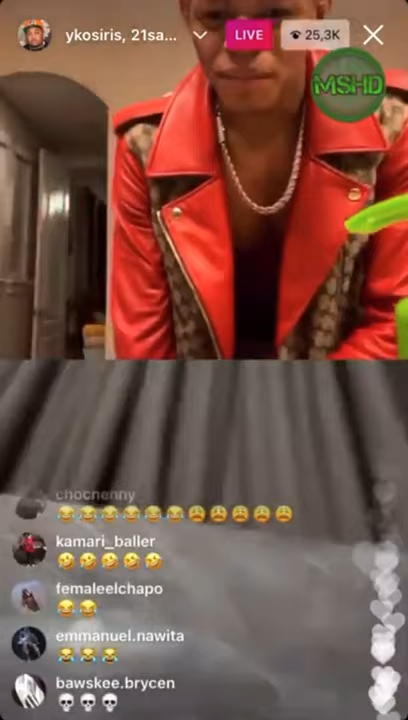 ykosiris, 21sa...
LIVE
25,3K
MSHD
chocnenny
😂😂😂😂😂😂😩😩😩😩😩
kamari_baller
🤣🤣🤣🤣🤣
femaleelchapo
😂😂
emmanuel.nawita
😂😂😂
bawskee.brycen
💀💀💀